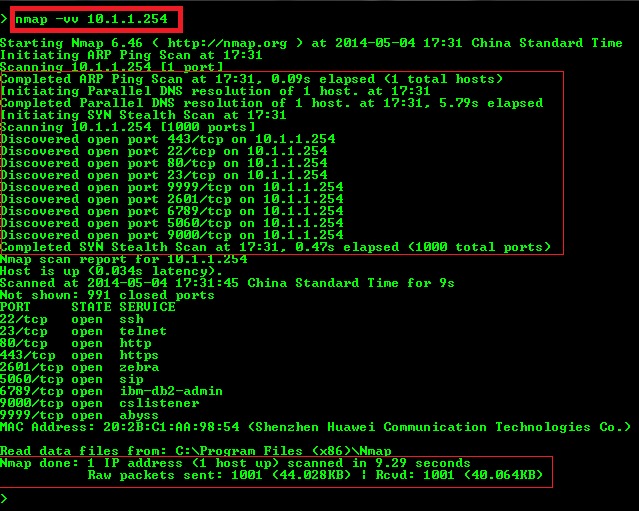 > nmap -vv 10.1.1.254
Starting Nmap 6.46 ( http://nmap.org ) at 2014-05-04 17:31 China Standard Time
Initiating ARP Ping Scan at 17:31
Scanning 10.1.1.254 [1 port]
Completed ARP Ping Scan at 17:31, 0.09s elapsed (1 total hosts)
Initiating Parallel DNS resolution of 1 host. at 17:31
Completed Parallel DNS resolution of 1 host. at 17:31, 5.79s elapsed
Initiating SYN Stealth Scan at 17:31
Scanning 10.1.1.254 [1000 ports]
Discovered open port 443/tcp on 10.1.1.254
Discovered open port 22/tcp on 10.1.1.254
Discovered open port 80/tcp on 10.1.1.254
Discovered open port 23/tcp on 10.1.1.254
Discovered open port 9999/tcp on 10.1.1.254
Discovered open port 2601/tcp on 10.1.1.254
Discovered open port 6789/tcp on 10.1.1.254
Discovered open port 5060/tcp on 10.1.1.254
Discovered open port 9000/tcp on 10.1.1.254
Completed SYN Stealth Scan at 17:31, 0.47s elapsed (1000 total ports)
Nmap scan report for 10.1.1.254
Host is up (0.034s latency).
Scanned at 2014-05-04 17:31:45 China Standard Time for 9s
Not shown: 991 closed ports
PORT     STATE SERVICE
22/tcp   open  ssh
23/tcp   open  telnet
80/tcp   open  http
443/tcp  open  https
2601/tcp open  zebra
5060/tcp open  sip
6789/tcp open  ibm-db2-admin
9000/tcp open  cslistener
9999/tcp open  abyss
MAC Address: 20:2B:C1:AA:98:54 (Shenzhen Huawei Communication Technologies Co.)
Read data files from: C:\Program Files (x86)\Nmap
Nmap done: 1 IP address (1 host up) scanned in 9.29 seconds
Raw packets sent: 1001 (44.028KB) | Rcvd: 1001 (40.064KB)
>